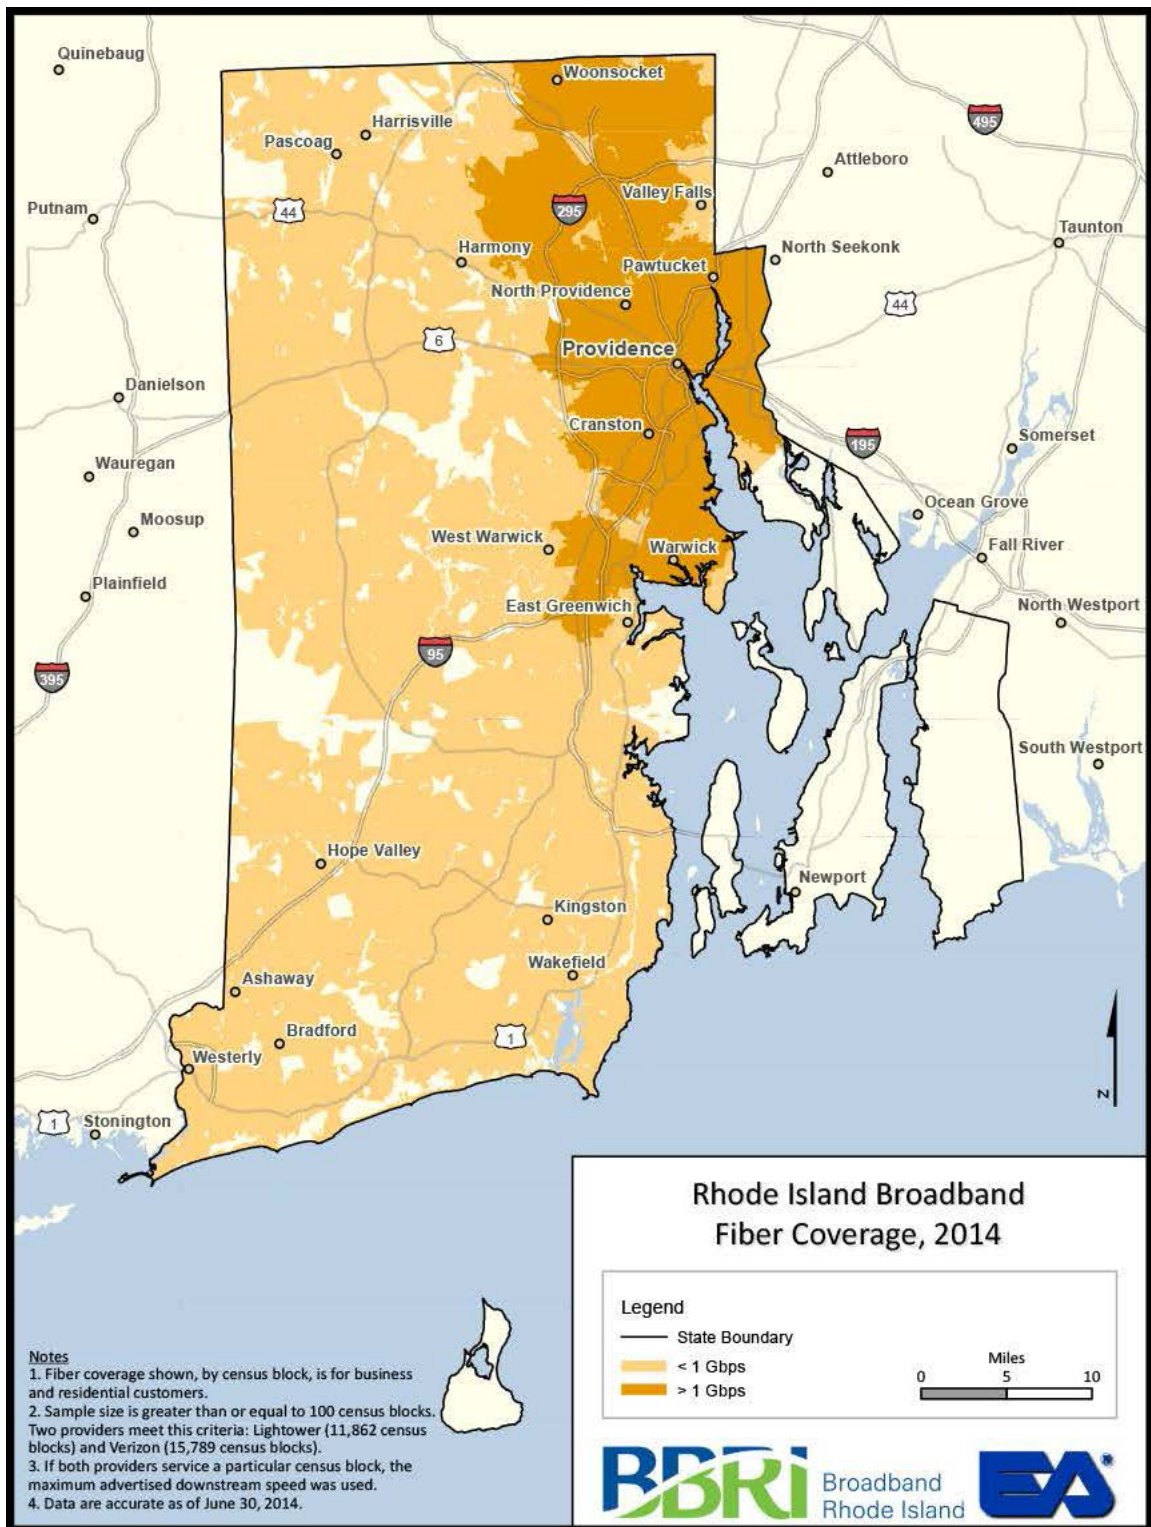 Quinebaug
Woonsocket
495
Harrisville
Pascoag
Attleboro
Valley Falls
Putnam
44
295
Taunton
Harmony
North Seekonk
Pawtucket
North Providence
44
6
Providence
Danielson
Cranston
195
Somerset
Wauregan
Ocean Grove
Moosup
West Warwick
Warwick
Fall River
Plainfield
East Greenwich
North Westport
95
395
South Westport
Hope Valley
Newport
Kingston
Wakefield
Ashaway
Bradford
1
Westerly
N
1
Stonington
Rhode Island Broadband
Fiber Coverage, 2014
Legend
State Boundary
< 1 Gbps
> 1 Gbps
Miles
0 5 10
Notes
1. Fiber coverage shown, by census block, is for business
and residential customers.
2. Sample size is greater than or equal to 100 census blocks.
Two providers meet this criteria: Lightower (11,862 census
blocks) and Verizon (15,789 census blocks).
3. If both providers service a particular census block, the
maximum advertised downstream speed was used.
4. Data are accurate as of June 30, 2014.
BBRI
Broadband
Rhode Island
EA